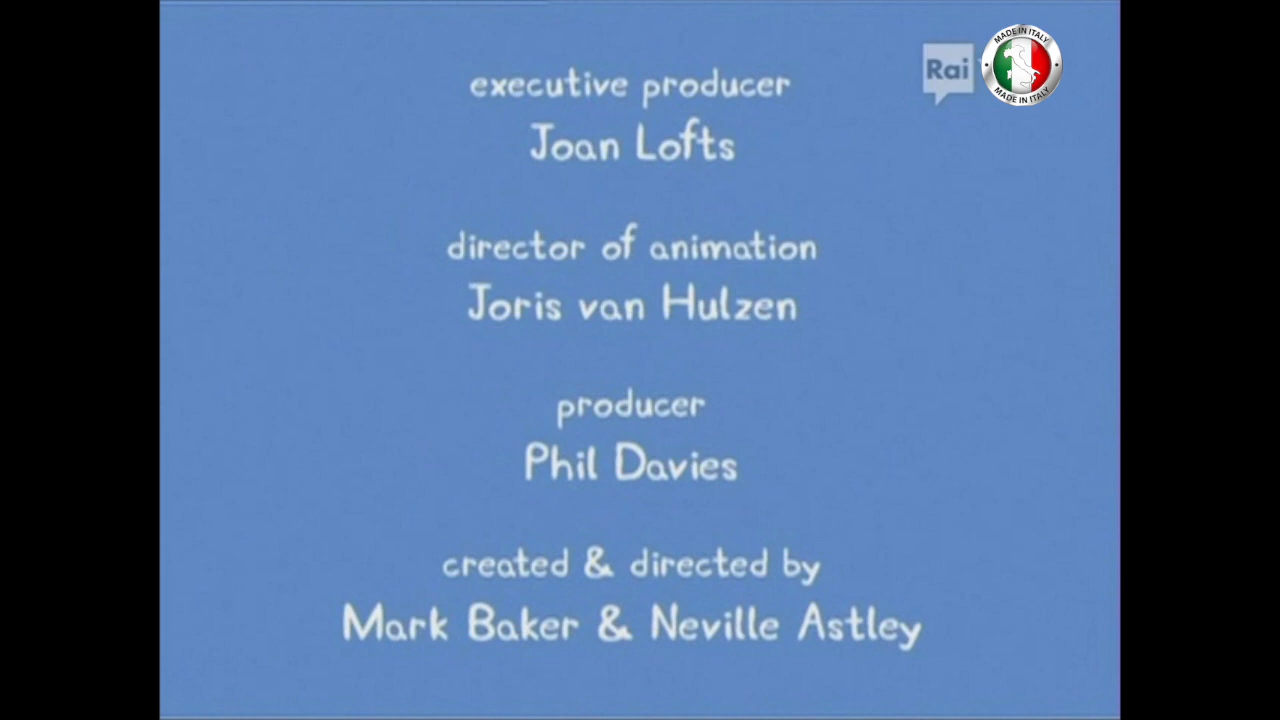 executive producer
Joan Lofts
director of animation
Joris van Hulzen
producer
Phil Davies
created & directed by
Mark Baker & Neville Astley
Rai
MADE IN ITALY
MADE IN ITALY